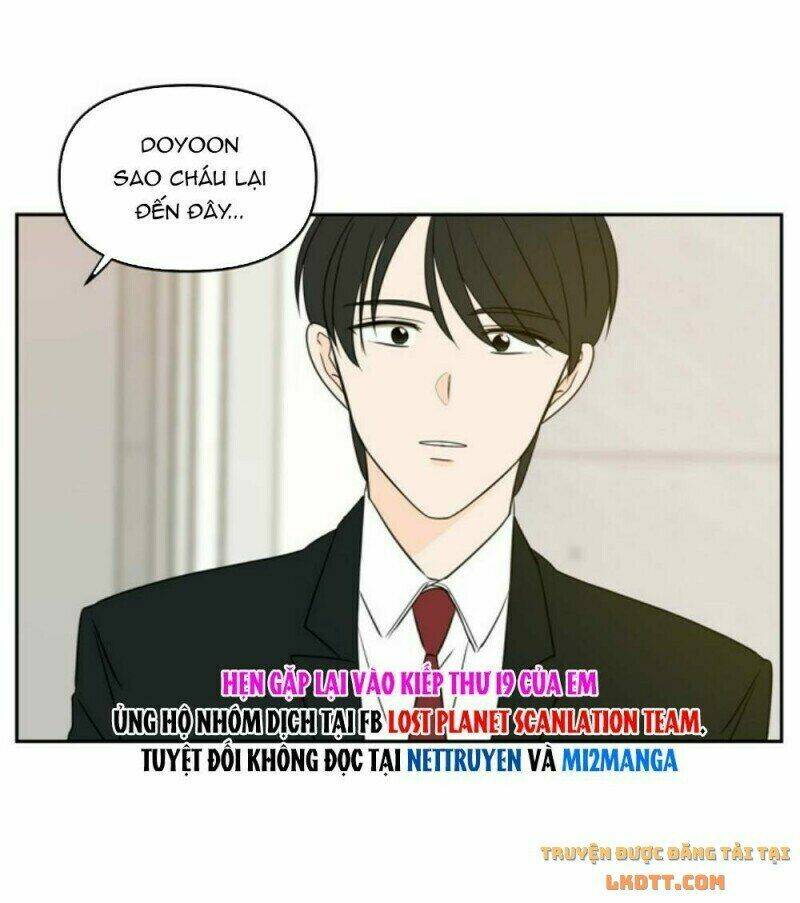 DOYOON
SAO CHÁU LẠI
ĐẾN ĐÂY...
HẸN GẶP LẠI VÀO KIẾP THƯ 19 CỦA EM
ỦNG HỘ NHÓM DỊCH TẠI FB LOST PLANET SCANLATION TEAM,
TUYỆT ĐỐI KHÔNG ĐỌC TẠI NETTRUYEN VÀ MI2MANGA
TRUYỆN ĐƯỢC ĐĂNG TẢI TẠI
LKDTT.COM